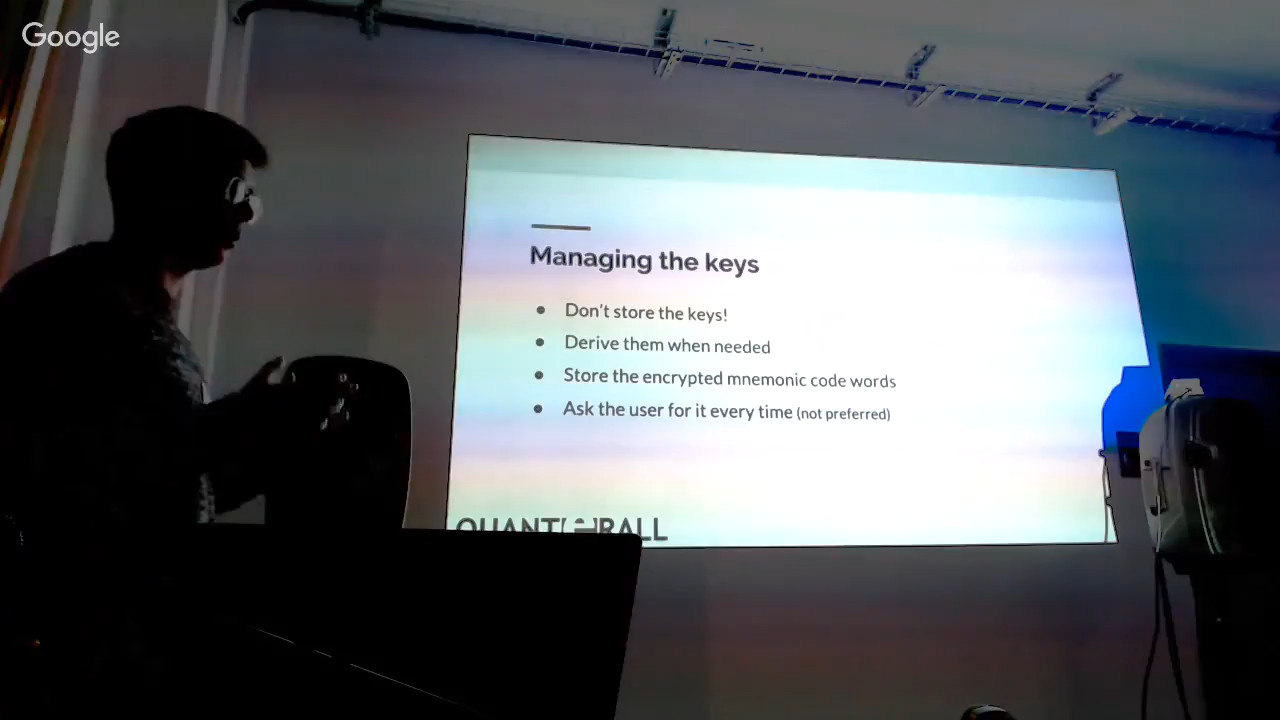 Google
Managing the keys
● Don't store the keys!
● Derive them when needed
● Store the encrypted mnemonic code words
● Ask the user for it every time (not preferred)